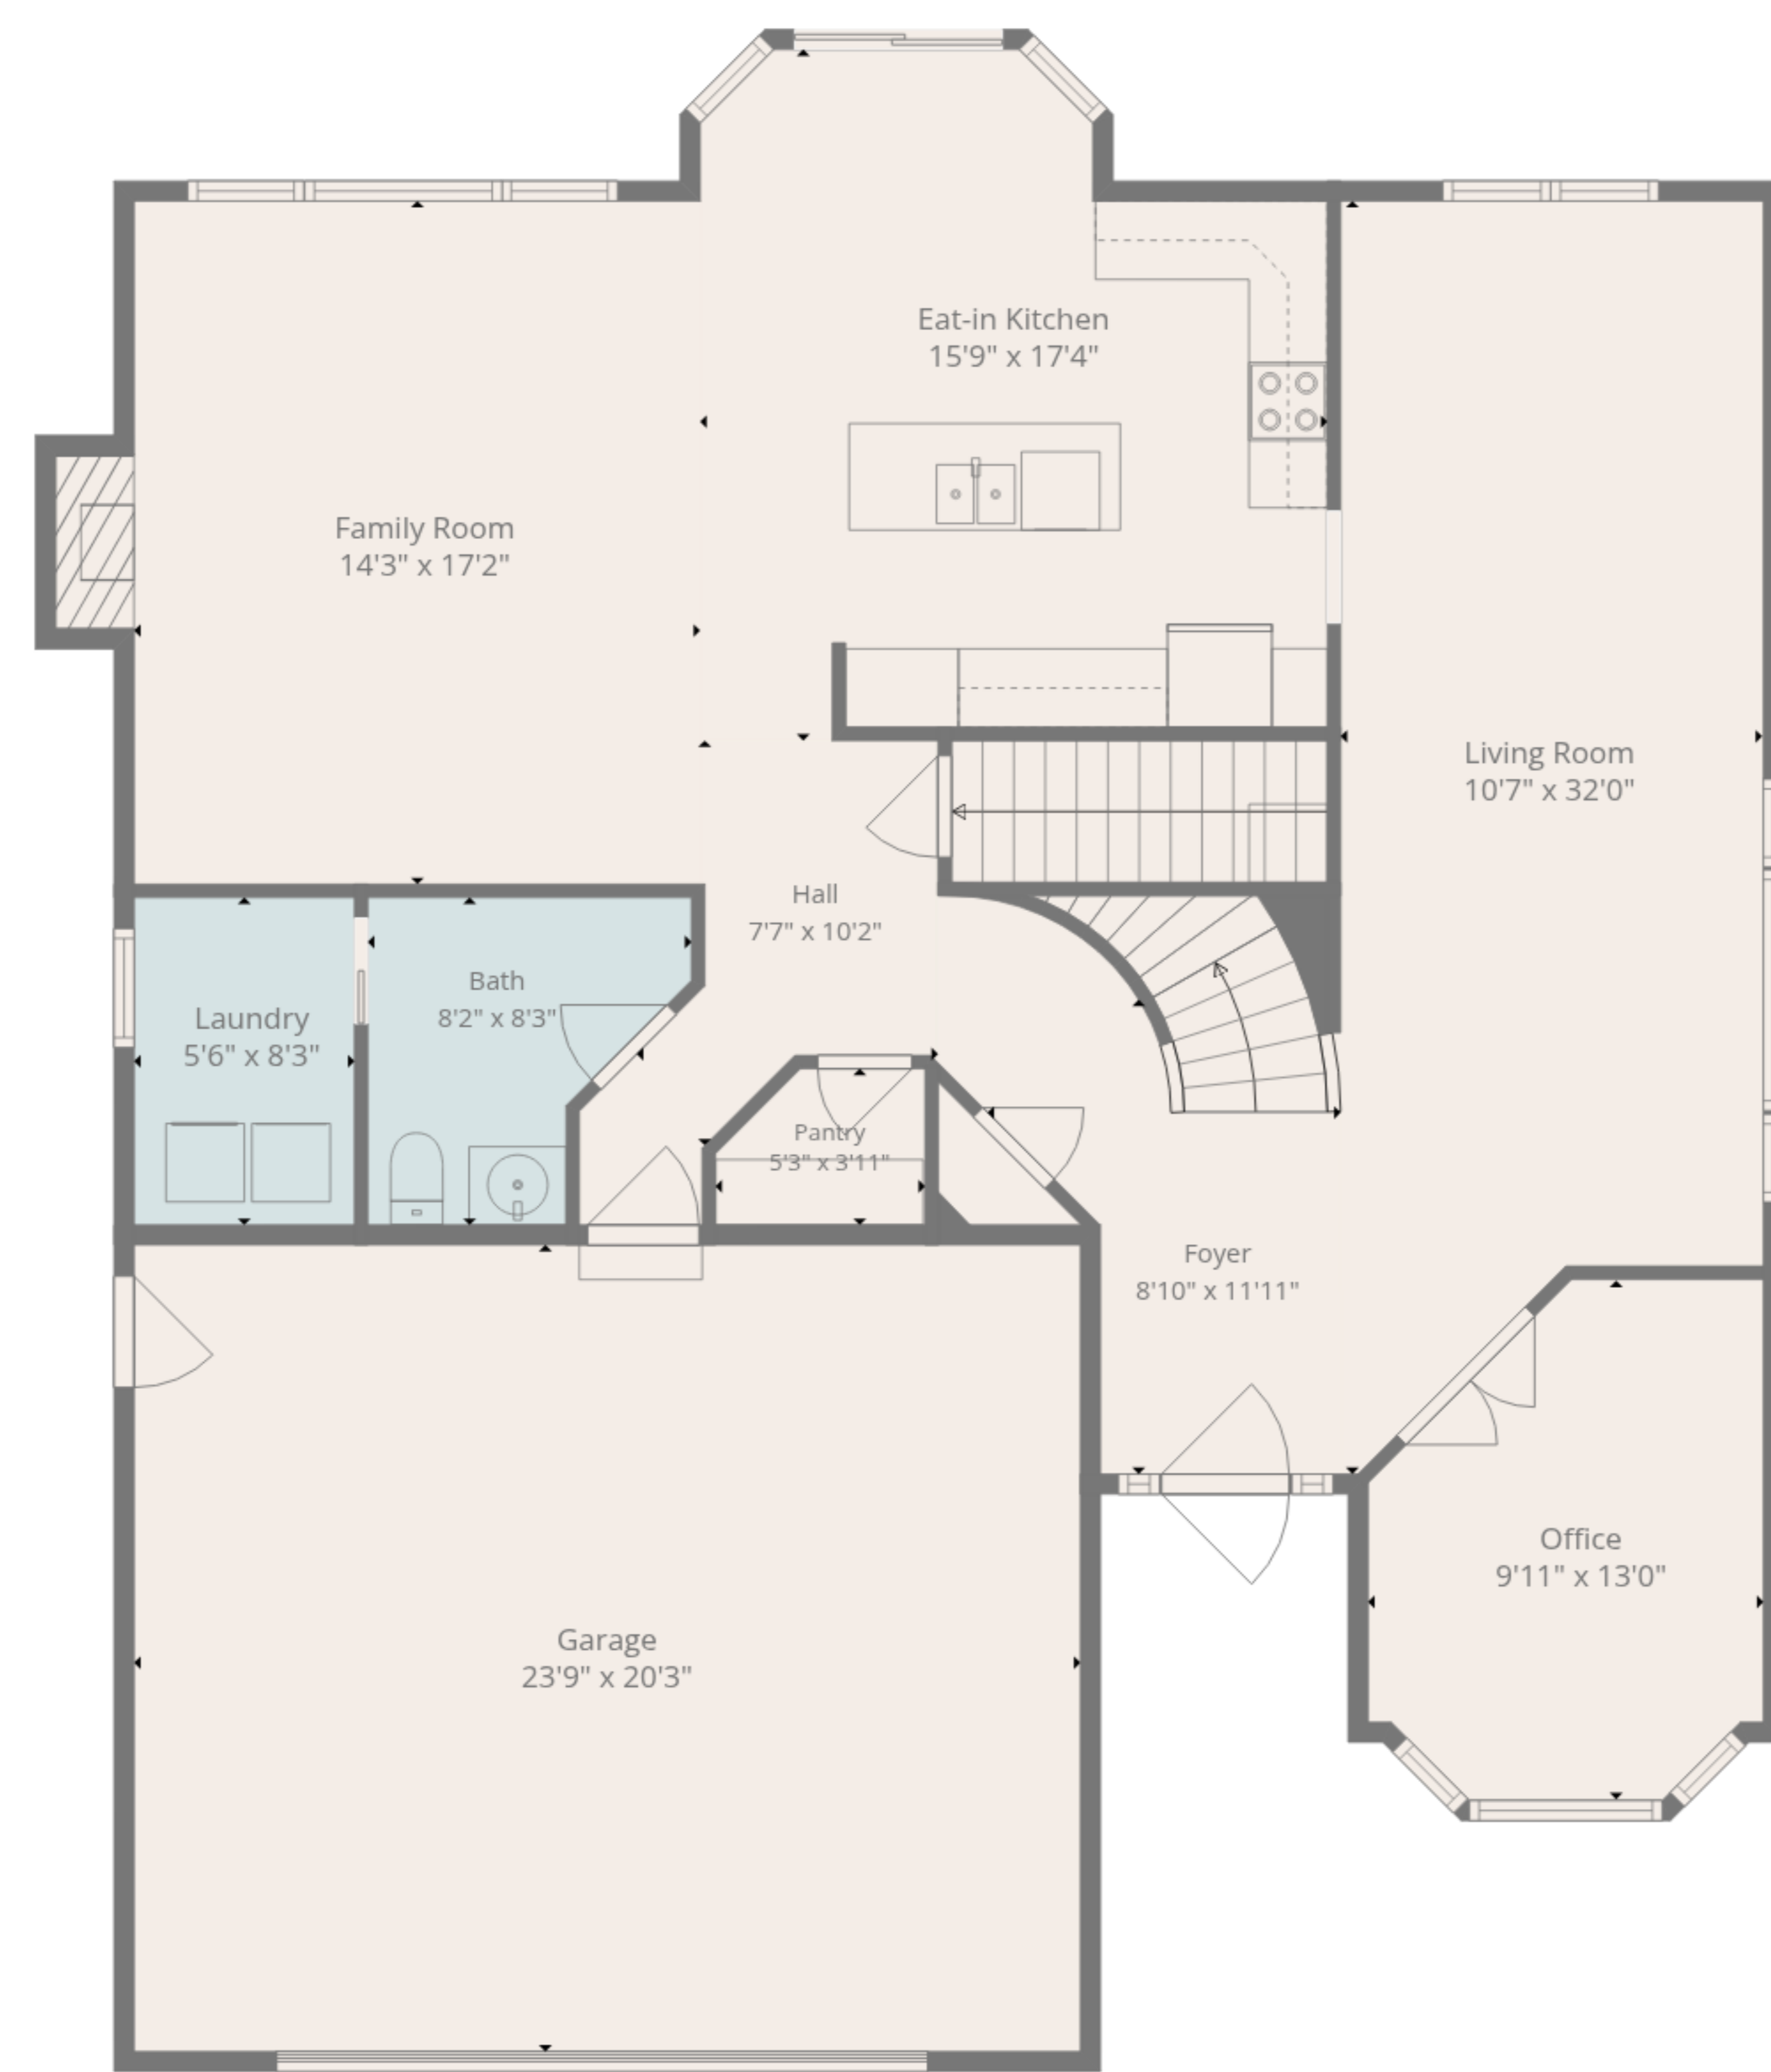 Eat-in Kitchen
15'9" x 17'4"
Family Room
14'3" x 17'2"
Living Room
10'7" x 32'0"
Hall
7'7" x 10'2"
Bath
8'2" x 8'3"
Laundry
5'6" x 8'3"
Pantry
5'3" x 3'11"
Foyer
8'10" x 11'11"
Office
9'11" x 13'0"
Garage
23'9" x 20'3"